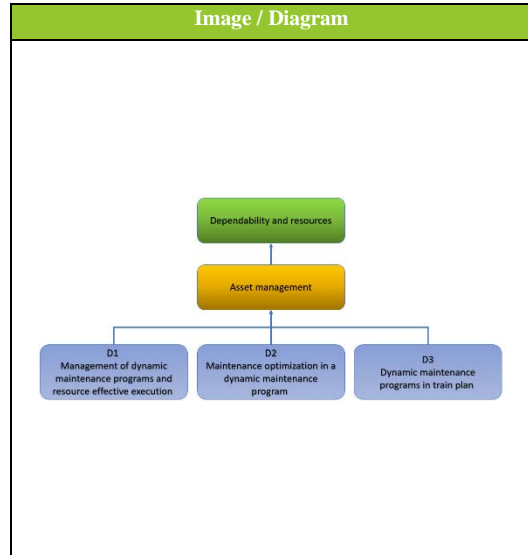 Image / Diagram
Dependability and resources
Asset management
D1
Management of dynamic
maintenance programs and
resource effective execution
D2
Maintenance optimization in a
dynamic maintenance
program
D3
Dynamic maintenance
programs in train plan